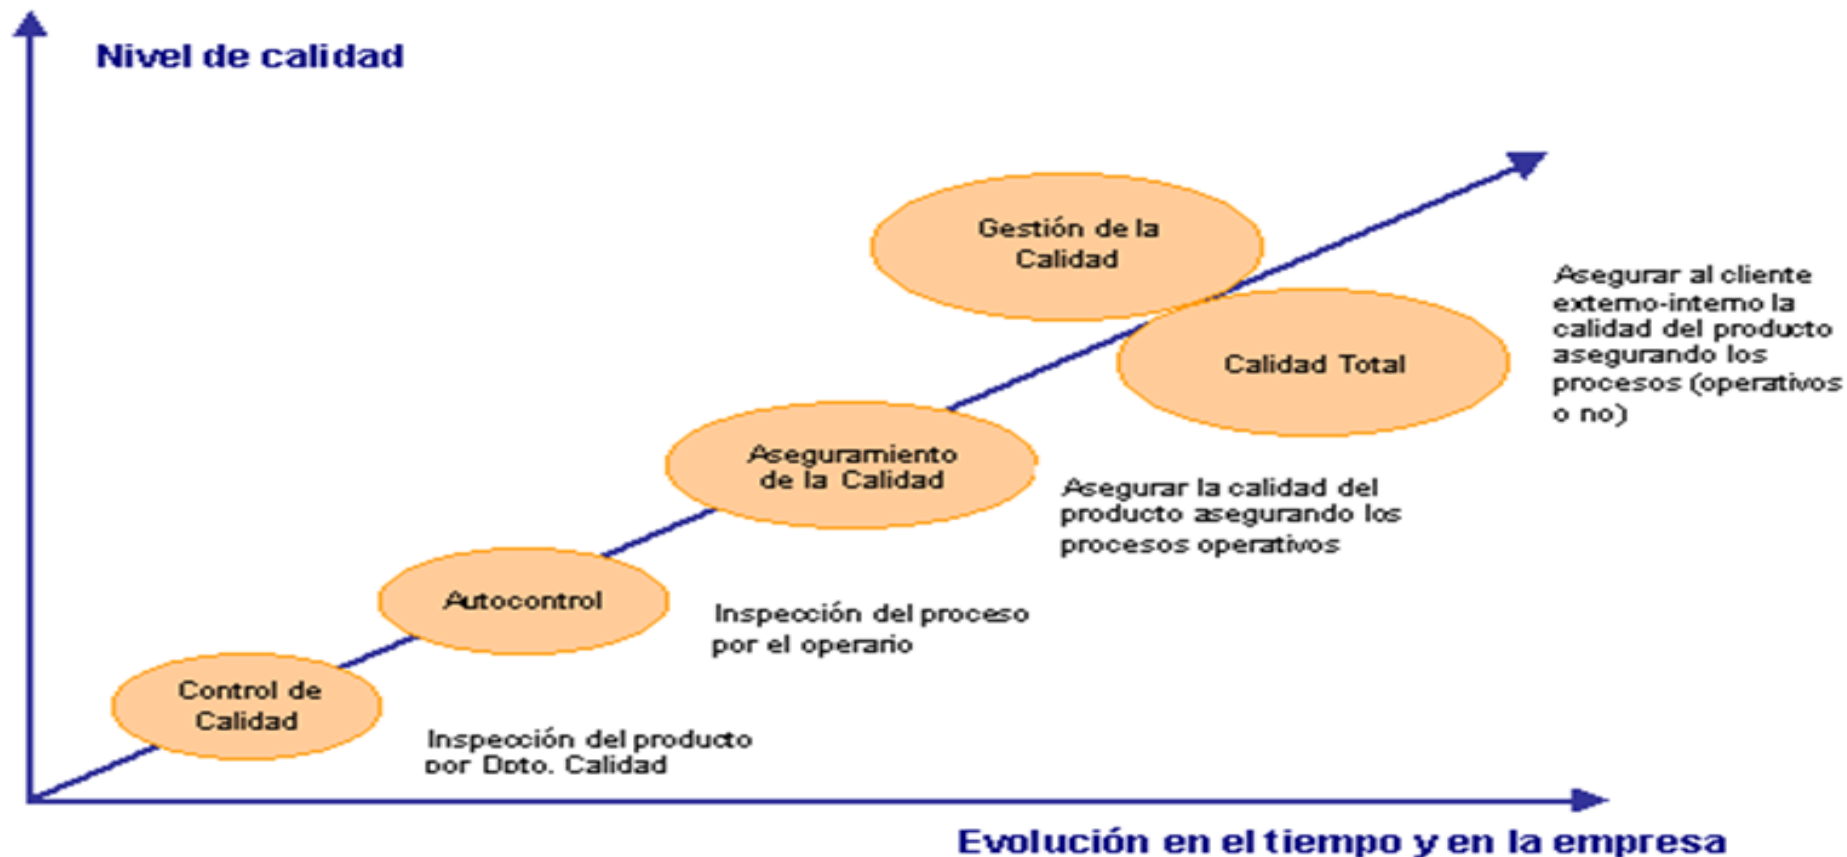 Nivel de calidad
Gestión de la
Calidad
Asegurar al cliente
externo-interno la
calidad del producto
asegurando los
procesos (operativos
o no)
Calidad Total
Aseguramiento
de la Calidad
Asegurar la calidad del
producto asegurando los
procesos operativos
Autocontrol
Inspección del proceso
por el operario
Control de
Calidad
Inspección del producto
por Dpto. Calidad
Evolución en el tiempo y en la empresa